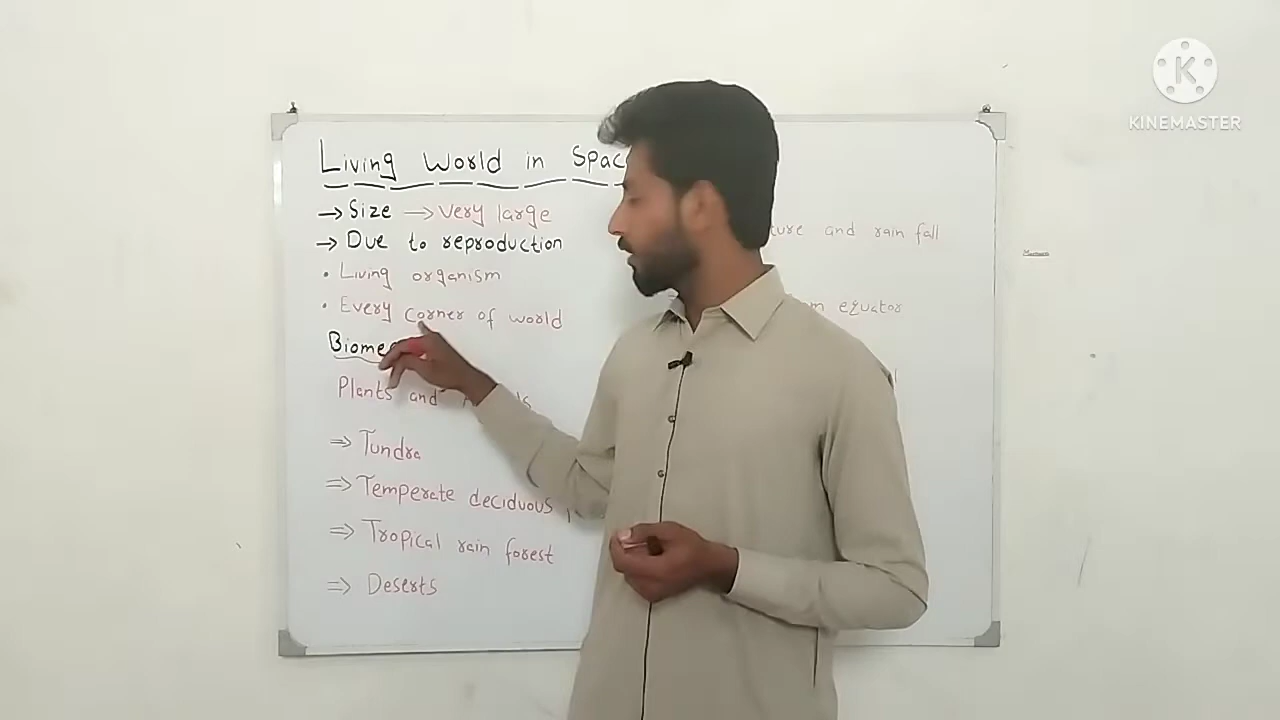 Living World in Spac
→ Size → Very large
→ Due to reproduction
• Living organism
• Every corner of world
Biome
Plants and
⇒ Tundra
⇒ Temperate deciduous
⇒ Tropical rain forest
⇒ Deserts
ture and rain fall
equator
KINEMASTER